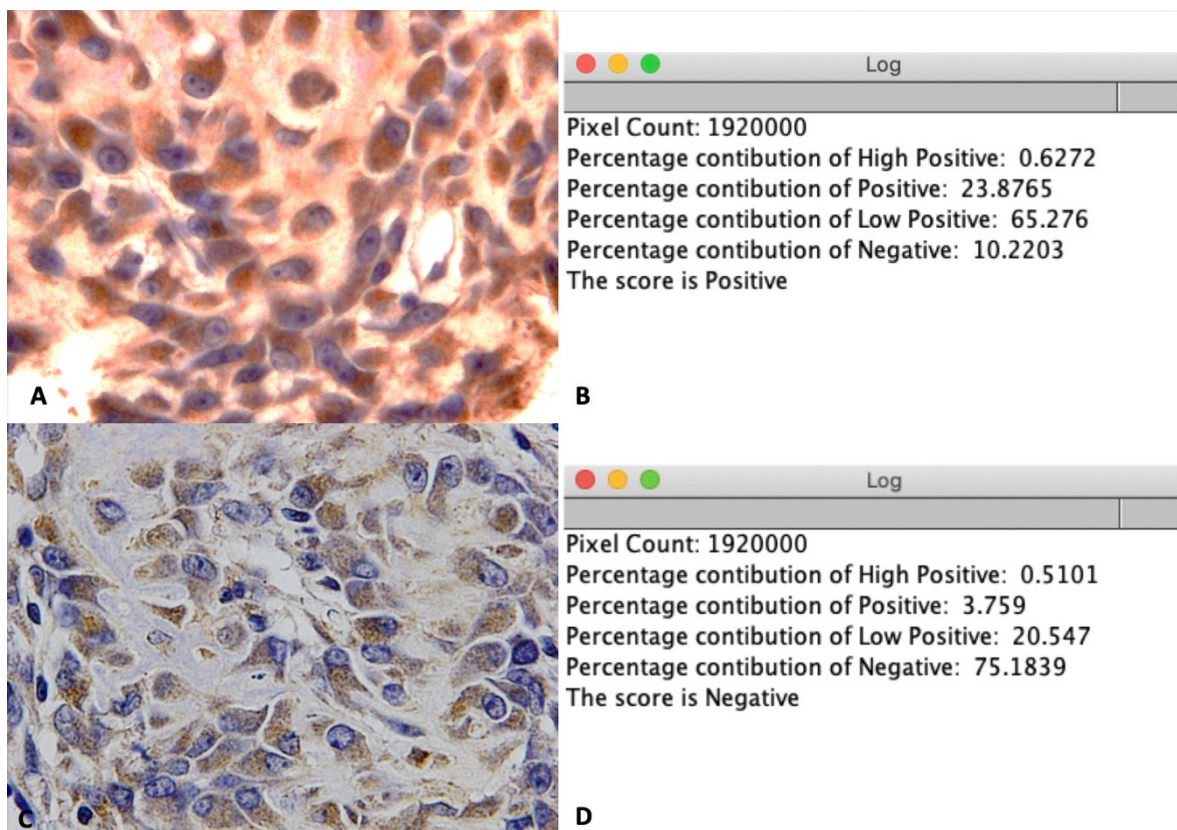 A
Log
Pixel Count: 1920000
Percentage contibution of High Positive: 0.6272
Percentage contibution of Positive: 23.8765
Percentage contibution of Low Positive: 65.276
Percentage contibution of Negative: 10.2203
The score is Positive
B
C
Log
Pixel Count: 1920000
Percentage contibution of High Positive: 0.5101
Percentage contibution of Positive: 3.759
Percentage contibution of Low Positive: 20.547
Percentage contibution of Negative: 75.1839
The score is Negative
D